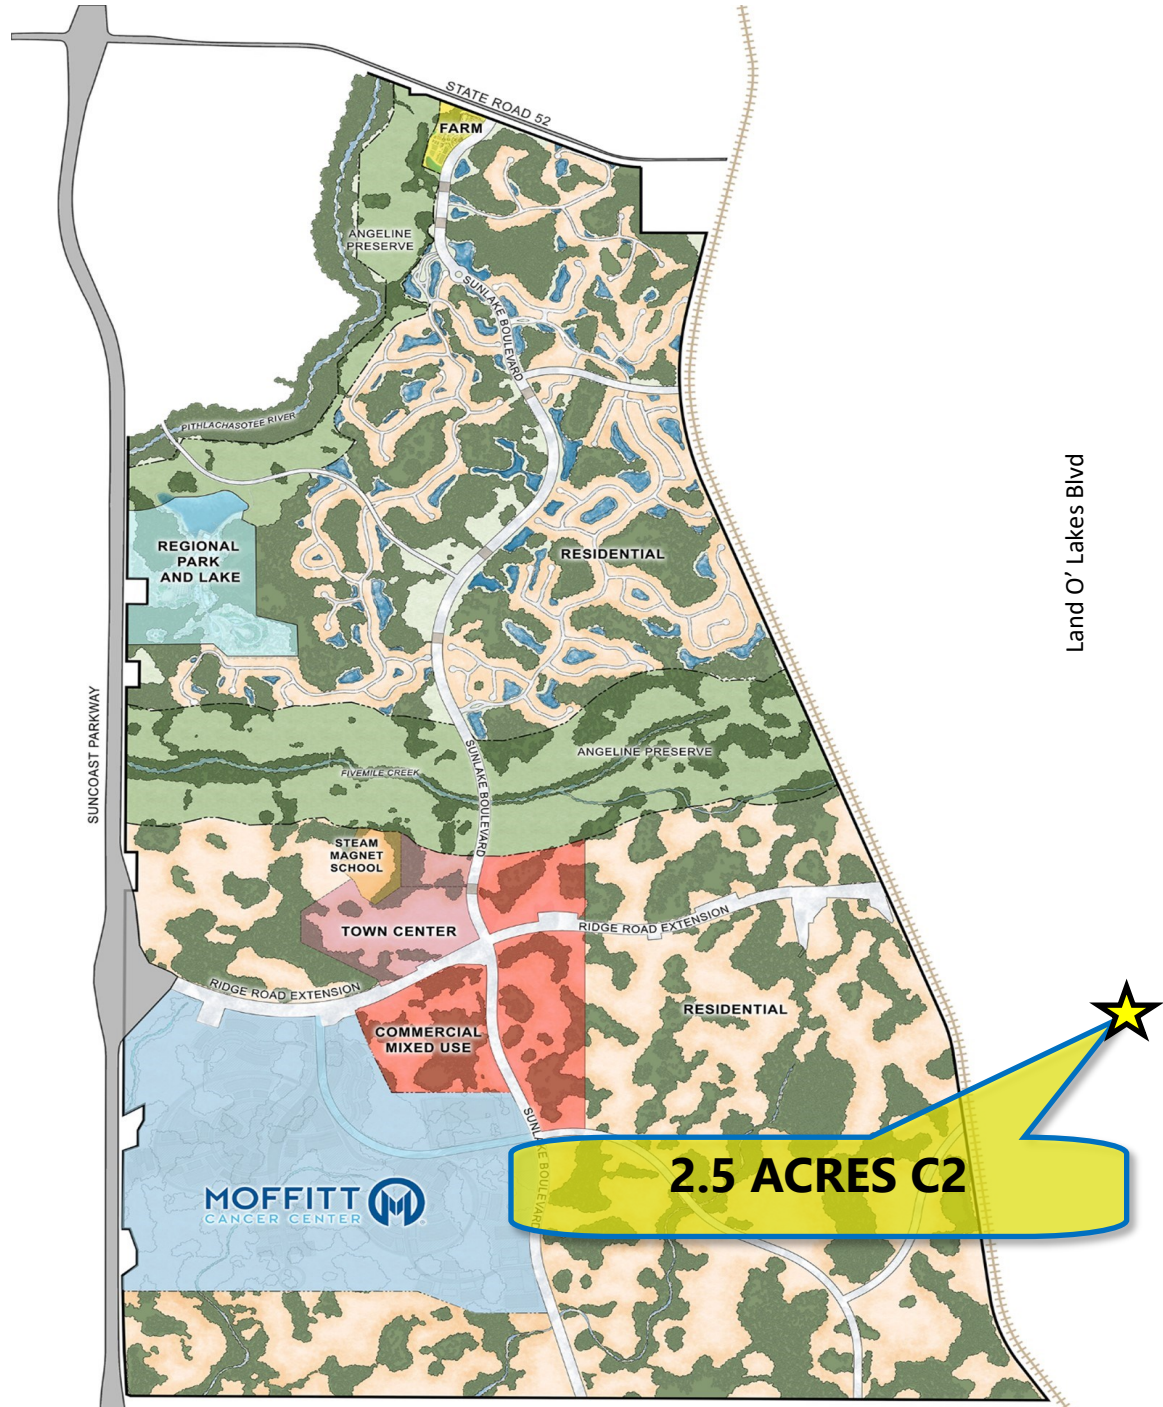 STATE ROAD 52
FARM
ANGELINE
PRESERVE
SUNLAKE BOULEVARD
PITHLACHASOTEE RIVER
Land O' Lakes Blvd
REGIONAL
PARK
AND LAKE
RESIDENTIAL
SUNCOAST PARKWAY
SUNLAKE BOULEVARD
ANGELINE PRESERVE
FIVEMILE CREEK
STEAM
MAGNET
SCHOOL
TOWN CENTER
RIDGE ROAD EXTENSION
RIDGE ROAD EXTENSION
RESIDENTIAL
COMMERCIAL
MIXED USE
SUNLAKE BOULEVARD
2.5 ACRES C2
MOFFITT
CANCER CENTER